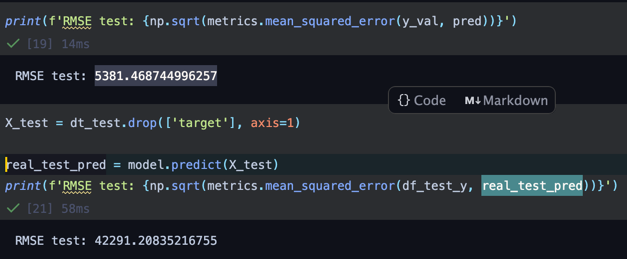 print(f'RMSE test: {np.sqrt(metrics.mean_squared_error(y_val, pred))}')
[19] 14ms
RMSE test: 5381.468744996257
{} Code M↓ Markdown
X_test = dt_test.drop(['target'], axis=1)
real_test_pred = model.predict(X_test)
print(f'RMSE test: {np.sqrt(metrics.mean_squared_error(df_test_y, real_test_pred))}')
[21] 58ms
RMSE test: 42291.20835216755